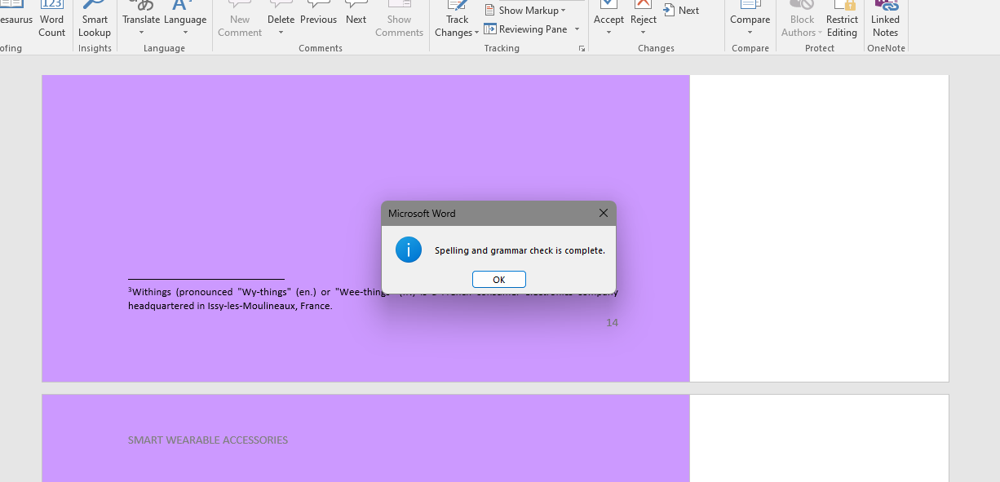 esaurus Word Smart Translate Language New Delete Previous Next Show Track Show Markup Accept Reject Next Compare Block Restrict Linked
Count Lookup Comment Comments Changes Reviewing Pane Authors Editing Notes
ofing Insights Language Comments Tracking Changes Compare Protect OneNote
Microsoft Word
Spelling and grammar check is complete.
OK
³Withings (pronounced "Wy-things" (en.) or "Wee-things"
headquartered in Issy-les-Moulineaux, France.
14
SMART WEARABLE ACCESSORIES